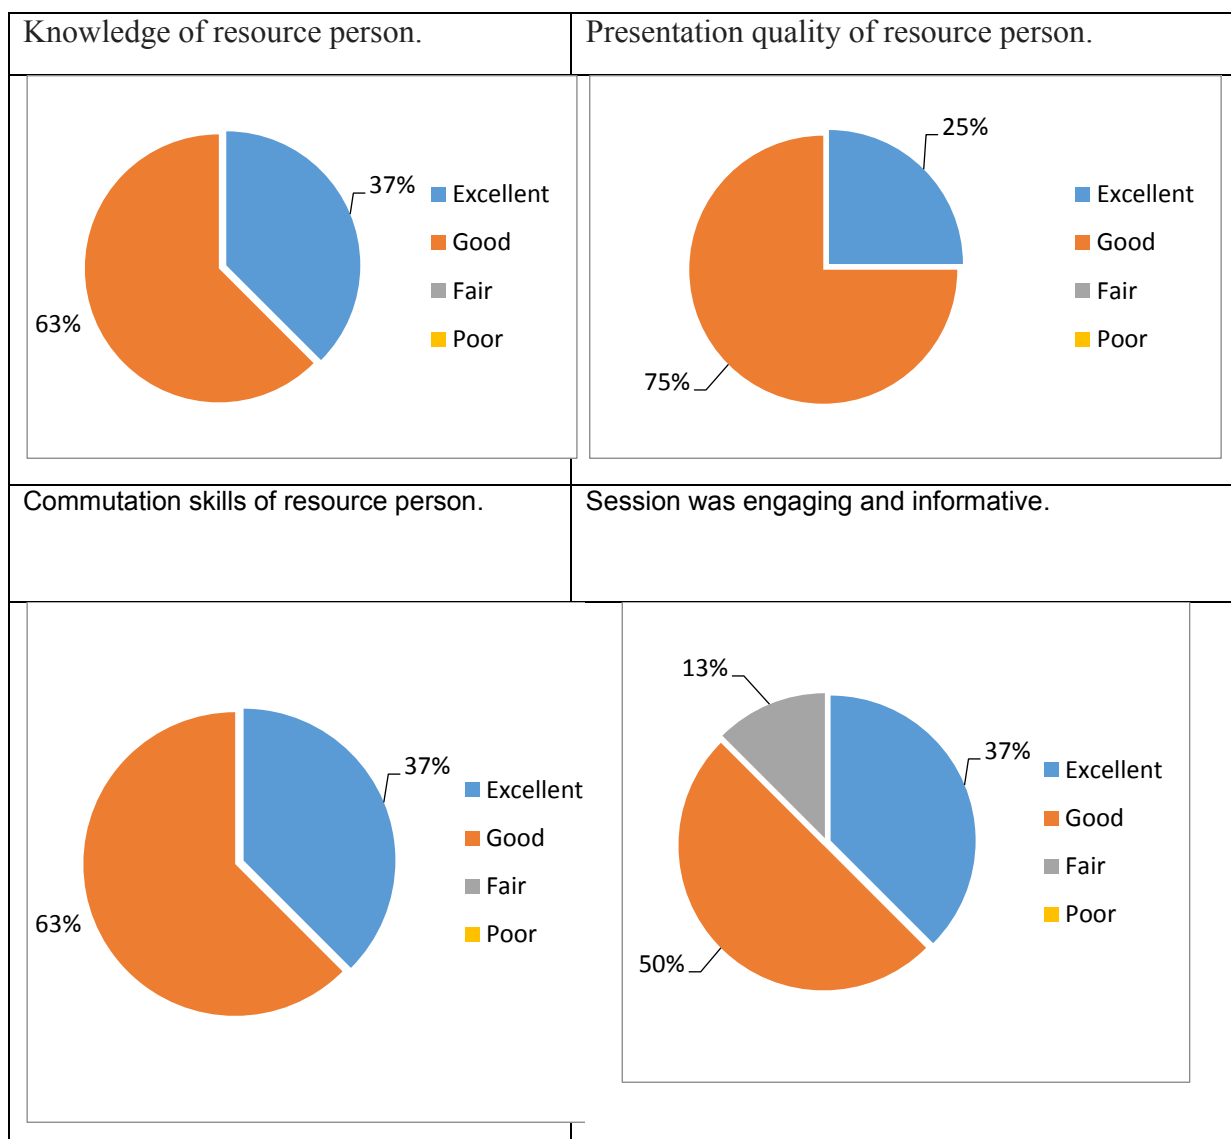 Knowledge of resource person.
Presentation quality of resource person.
37%
63%
Excellent
Good
Fair
Poor
25%
75%
Excellent
Good
Fair
Poor
Commutation skills of resource person.
Session was engaging and informative.
37%
63%
Excellent
Good
Fair
Poor
13%
37%
50%
Excellent
Good
Fair
Poor